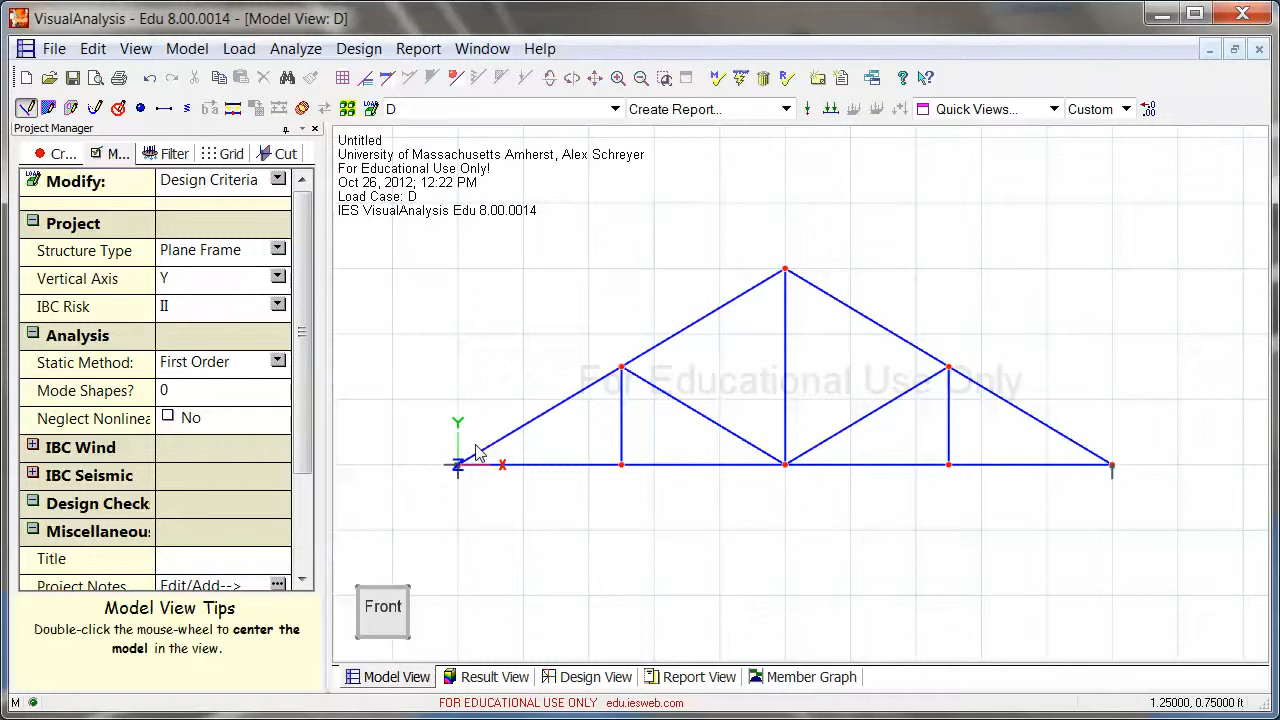 VisualAnalysis - Edu 8.00.0014 - [Model View: D]
File Edit View Model Load Analyze Design Report Window Help
D Create Report... Quick Views... Custom
Project Manager
Cr... M... Filter Grid Cut
Modify: Design Criteria
Project
Structure Type Plane Frame
Vertical Axis Y
IBC Risk II
Analysis
Static Method: First Order
Mode Shapes? 0
Neglect Nonlinea No
IBC Wind
IBC Seismic
Design Check
Miscellaneou
Title
Project Notes Edit/Add-->
Model View Tips
Double-click the mouse-wheel to center the
model in the view.
Untitled
University of Massachusetts Amherst, Alex Schreyer
For Educational Use Only!
Oct 26, 2012; 12:22 PM
Load Case: D
IES VisualAnalysis Edu 8.00.0014
For Educational Use Only
Y
Z X
Front
Model View Result View Design View Report View Member Graph
M FOR EDUCATIONAL USE ONLY edu.iesweb.com 1.25000, 0.75000 ft